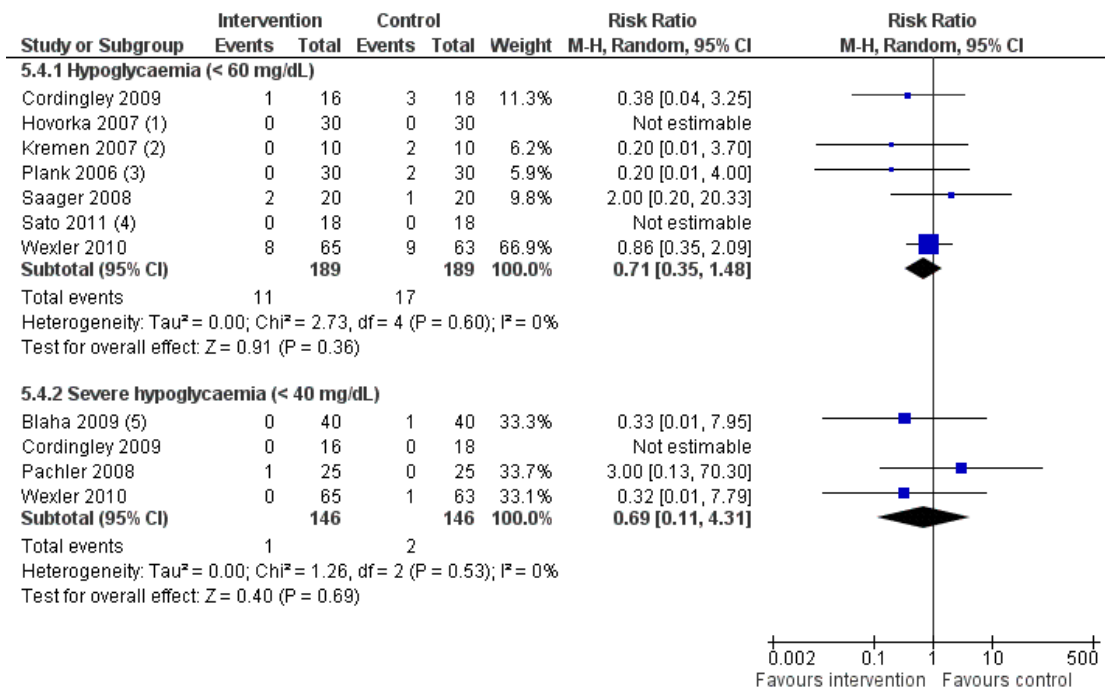 Intervention Control Risk Ratio Risk Ratio
Study or Subgroup Events Total Events Total Weight M-H, Random, 95% CI M-H, Random, 95% CI
5.4.1 Hypoglycaemia (< 60 mg/dL)
Cordingley 2009 1 16 3 18 11.3% 0.38 [0.04, 3.25]
Hovorka 2007 (1) 0 30 0 30 Not estimable
Kremen 2007 (2) 0 10 2 10 6.2% 0.20 [0.01, 3.70]
Plank 2006 (3) 0 30 2 30 5.9% 0.20 [0.01, 4.00]
Saager 2008 2 20 1 20 9.8% 2.00 [0.20, 20.33]
Sato 2011 (4) 0 18 0 18 Not estimable
Wexler 2010 8 65 9 63 66.9% 0.86 [0.35, 2.09]
Subtotal (95% CI) 189 189 100.0% 0.71 [0.35, 1.48]
Total events 11 17
Heterogeneity: Tau² = 0.00; Chi² = 2.73, df = 4 (P = 0.60); I² = 0%
Test for overall effect: Z = 0.91 (P = 0.36)
5.4.2 Severe hypoglycaemia (< 40 mg/dL)
Blaha 2009 (5) 0 40 1 40 33.3% 0.33 [0.01, 7.95]
Cordingley 2009 0 16 0 18 Not estimable
Pachler 2008 1 25 0 25 33.7% 3.00 [0.13, 70.30]
Wexler 2010 0 65 1 63 33.1% 0.32 [0.01, 7.79]
Subtotal (95% CI) 146 146 100.0% 0.69 [0.11, 4.31]
Total events 1 2
Heterogeneity: Tau² = 0.00; Chi² = 1.26, df = 2 (P = 0.53); I² = 0%
Test for overall effect: Z = 0.40 (P = 0.69)
0.002 0.1 1 10 500
Favours intervention Favours control